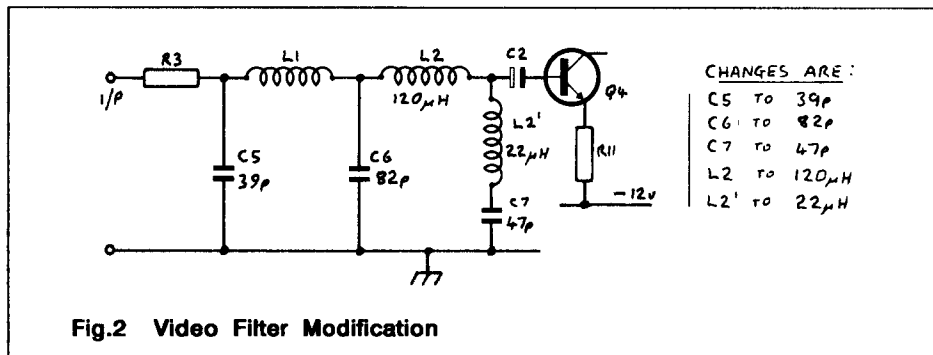 R3
L1
L2
120μH
C2
Q4
I/P
C5
39p
C6
82p
L2'
22μH
C7
47p
R11
-12v
CHANGES ARE:
C5 TO 39p
C6 TO 82p
C7 TO 47p
L2 TO 120μH
L2' TO 22μH
Fig.2 Video Filter Modification